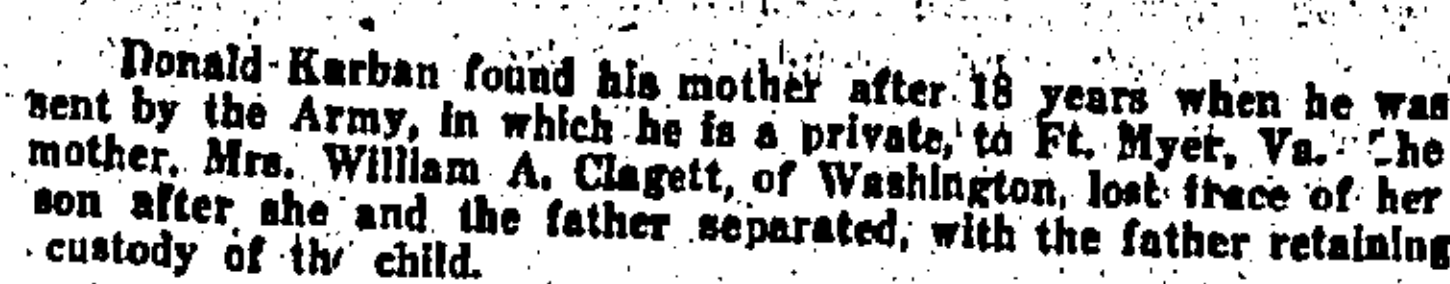 Donald Karban found his mother after 18 years when he was
sent by the Army, in which he is a private, to Ft. Myer, Va. The
mother, Mrs. William A. Clagett, of Washington, lost trace of her
son after she and the father separated, with the father retaining
custody of the child.